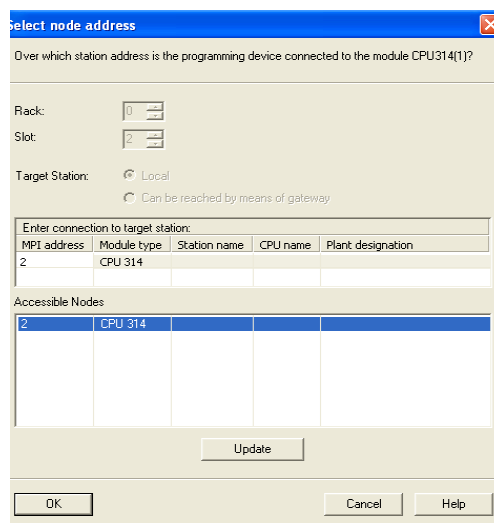 Select node address
Over which station address is the programming device connected to the module CPU314(1)?
Rack: 0
Slot: 2
Target Station: Local
Can be reached by means of gateway
Enter connection to target station:
MPI address Module type Station name CPU name Plant designation
2 CPU 314
Accessible Nodes
2 CPU 314
Update
OK Cancel Help